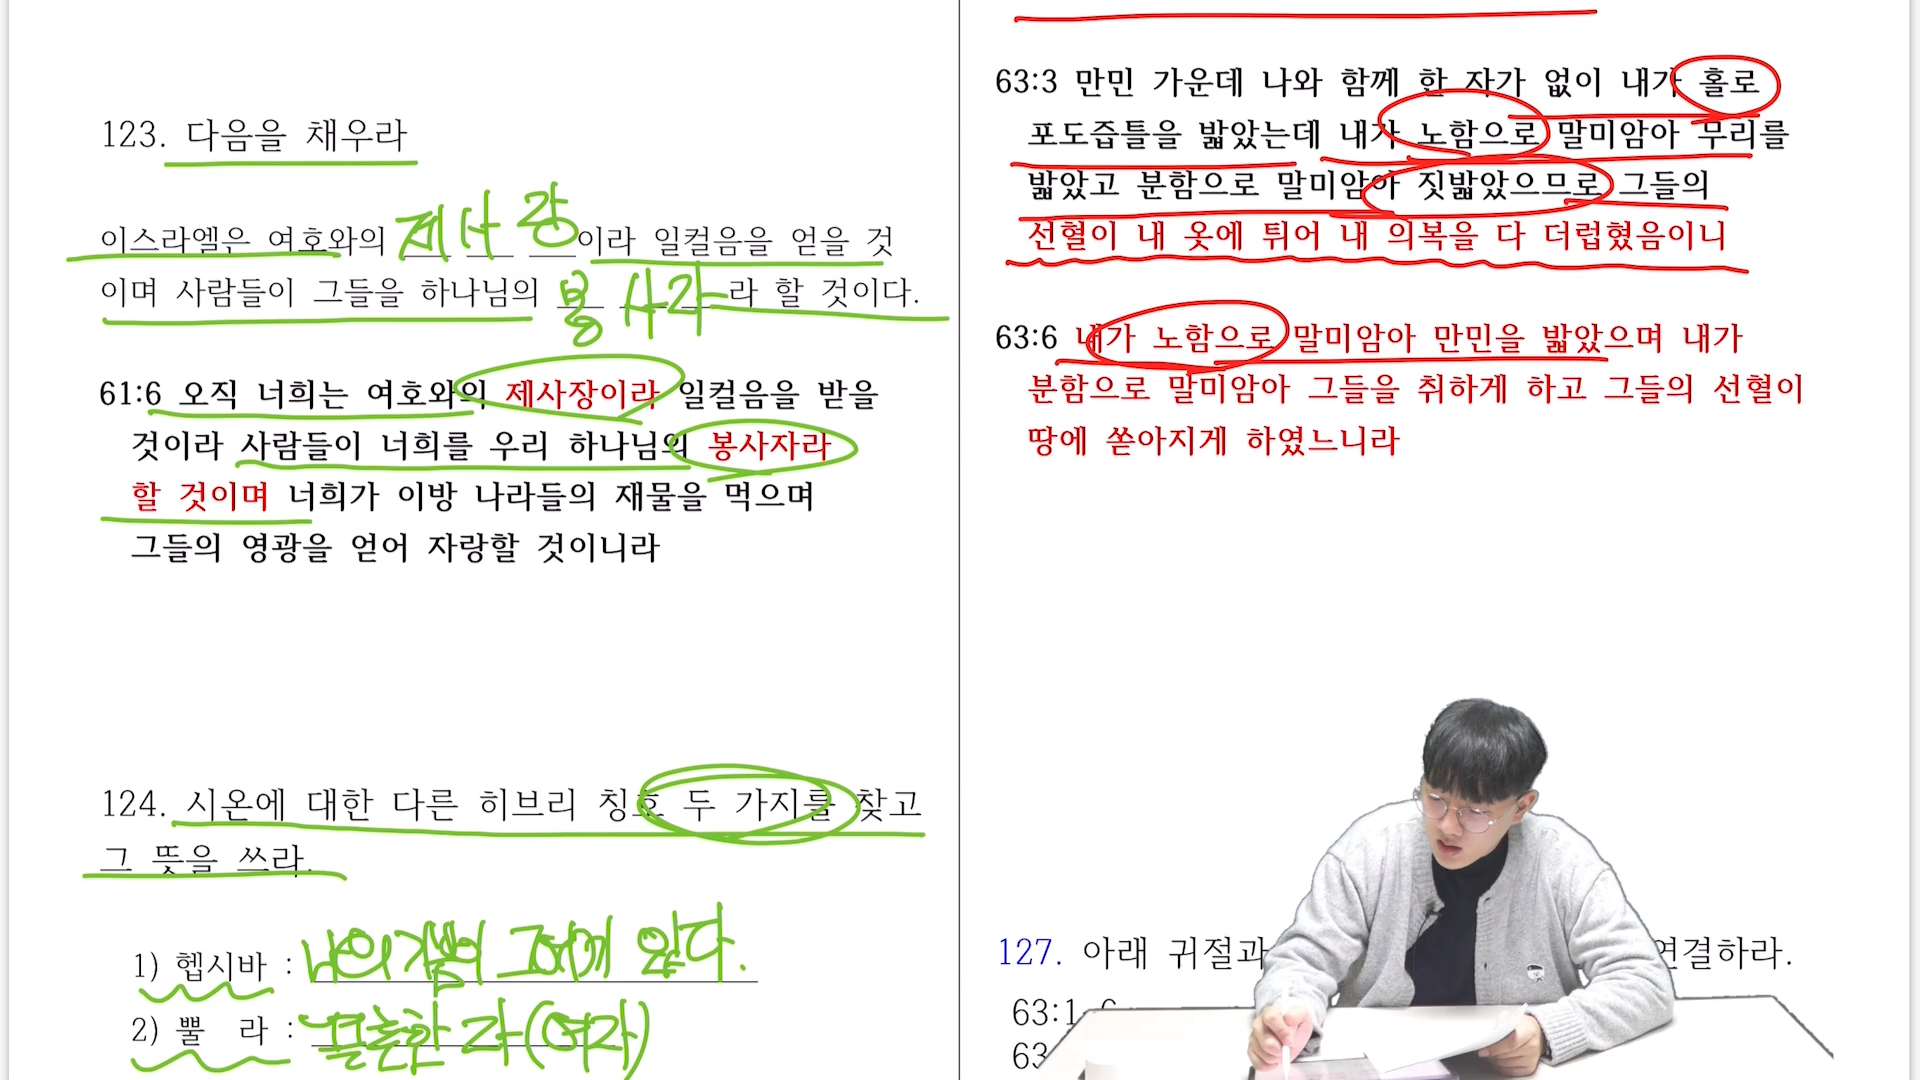 123. 다음을 채우라
이스라엘은 여호와의 제사장이라 일컬음을 얻을 것
이며 사람들이 그들을 하나님의 봉사자라 할 것이다.
61:6 오직 너희는 여호와의 제사장이라 일컬음을 받을
것이라 사람들이 너희를 우리 하나님의 봉사자라
할 것이며 너희가 이방 나라들의 재물을 먹으며
그들의 영광을 얻어 자랑할 것이니라
124. 시온에 대한 다른 히브리 칭호 두 가지를 찾고
그 뜻을 쓰라.
1) 헵시바 : 그에게 있다.
2) 뿔 라 : 결혼한 자(여자)
63:3 만민 가운데 나와 함께 한 자가 없이 내가 홀로
포도즙틀을 밟았는데 내가 노함으로 말미암아 무리를
밟았고 분함으로 말미암아 짓밟았으므로 그들의
선혈이 내 옷에 튀어 내 의복을 다 더럽혔음이니
63:6 내가 노함으로 말미암아 만민을 밟았으며 내가
분함으로 말미암아 그들을 취하게 하고 그들의 선혈이
땅에 쏟아지게 하였느니라
127. 아래 귀절과 연결하라.
63:1-6
63